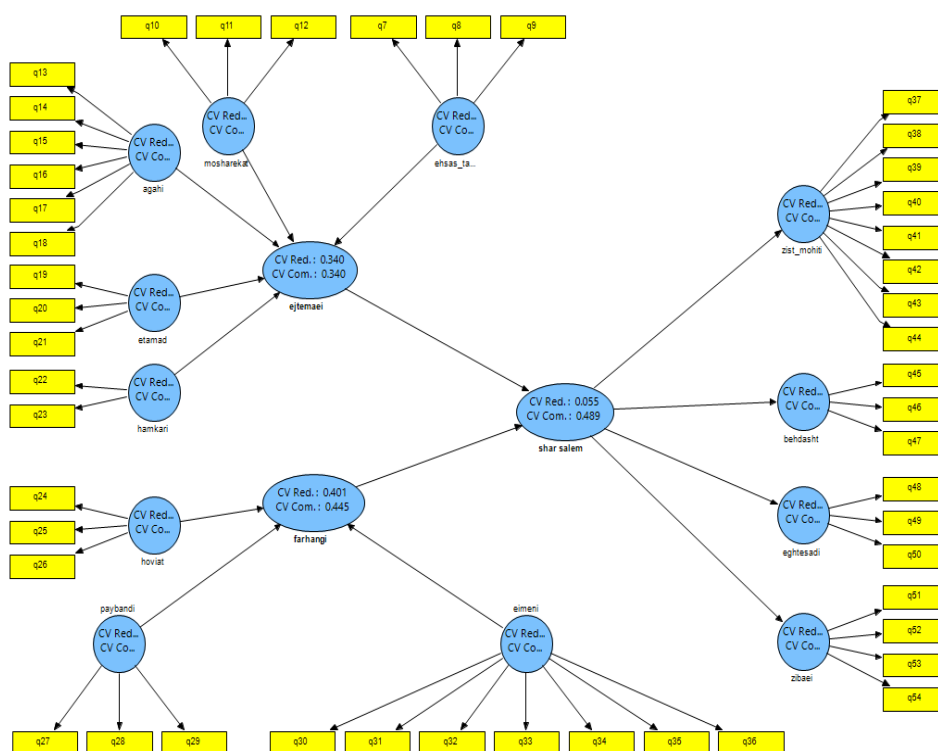 q10
q11
q12
q7
q8
q9
q13
q14
q15
q16
q17
q18
CV Red...
CV Co...
agahi
CV Red...
CV Co...
mosharekat
CV Red...
CV Co...
ehsas_ta...
q19
q20
q21
CV Red...
CV Co...
etamad
q22
q23
CV Red...
CV Co...
hamkari
CV Red.: 0.340
CV Com.: 0.340
ejtemaei
q24
q25
q26
CV Red...
CV Co...
hoviat
CV Red.: 0.401
CV Com.: 0.445
farhangi
CV Red.: 0.055
CV Com.: 0.489
shar salem
CV Red...
CV Co...
zist_mohiti
q37
q38
q39
q40
q41
q42
q43
q44
CV Red...
CV Co...
behdasht
q45
q46
q47
CV Red...
CV Co...
eghtesadi
q48
q49
q50
CV Red...
CV Co...
zibaei
q51
q52
q53
q54
paybandi
CV Red...
CV Co...
q27
q28
q29
eimeni
CV Red...
CV Co...
q30
q31
q32
q33
q34
q35
q36